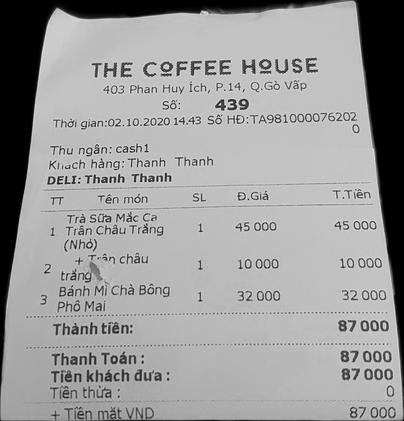 THE COFFEE HOUSE
403 Phan Huy Ích, P.14, Q.Gò Vấp
Số: 439
Thời gian:02.10.2020 14.43 Số HĐ:TA981000076202
0
Thu ngân: cash1
Khách hàng: Thanh Thanh
DELI: Thanh Thanh
TT Tên món SL Đ.Giá T.Tiền
Trà Sữa Mắc Ca
1 Trân Châu Trắng 1 45 000 45 000
(Nhỏ)
+ Trân châu
2 trắng 1 10 000 10 000
3 Bánh Mì Chà Bông 1 32 000 32 000
Phô Mai
Thành tiền: 87 000
Thanh Toán : 87 000
Tiền khách đưa : 87 000
Tiền thừa : 0
+ Tiền mặt VND 87 000